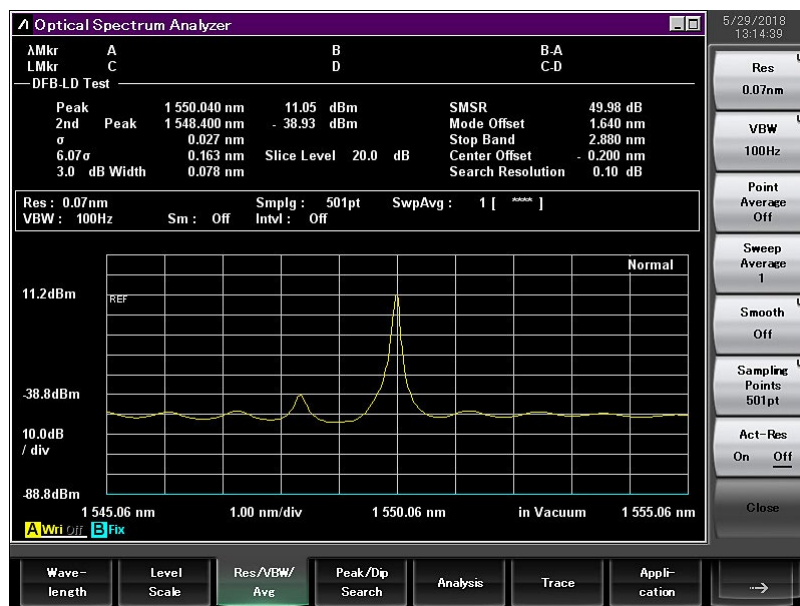 Optical Spectrum Analyzer
5/29/2018
13:14:39
λMkr A B B-A
LMkr C D C-D
DFB-LD Test
Peak 1 550.040 nm 11.05 dBm SMSR 49.98 dB
2nd Peak 1 548.400 nm - 38.93 dBm Mode Offset 1.640 nm
σ 0.027 nm Stop Band 2.880 nm
6.07σ 0.163 nm Slice Level 20.0 dB Center Offset - 0.200 nm
3.0 dB Width 0.078 nm Search Resolution 0.10 dB
Res : 0.07nm Smplg : 501pt SwpAvg : 1 [ **** ]
VBW : 100Hz Sm : Off Intvl : Off
Normal
11.2dBm
REF
-38.8dBm
10.0dB
/ div
-88.8dBm
1 545.06 nm 1.00 nm/div 1 550.06 nm in Vacuum 1 555.06 nm
A Wri Off B Fix
Res
0.07nm
VBW
100Hz
Point
Average
Off
Sweep
Average
1
Smooth
Off
Sampling
Points
501pt
Act-Res
On Off
Close
Wave-
length
Level
Scale
Res/VBW/
Avg
Peak/Dip
Search
Analysis
Trace
Appli-
cation
→